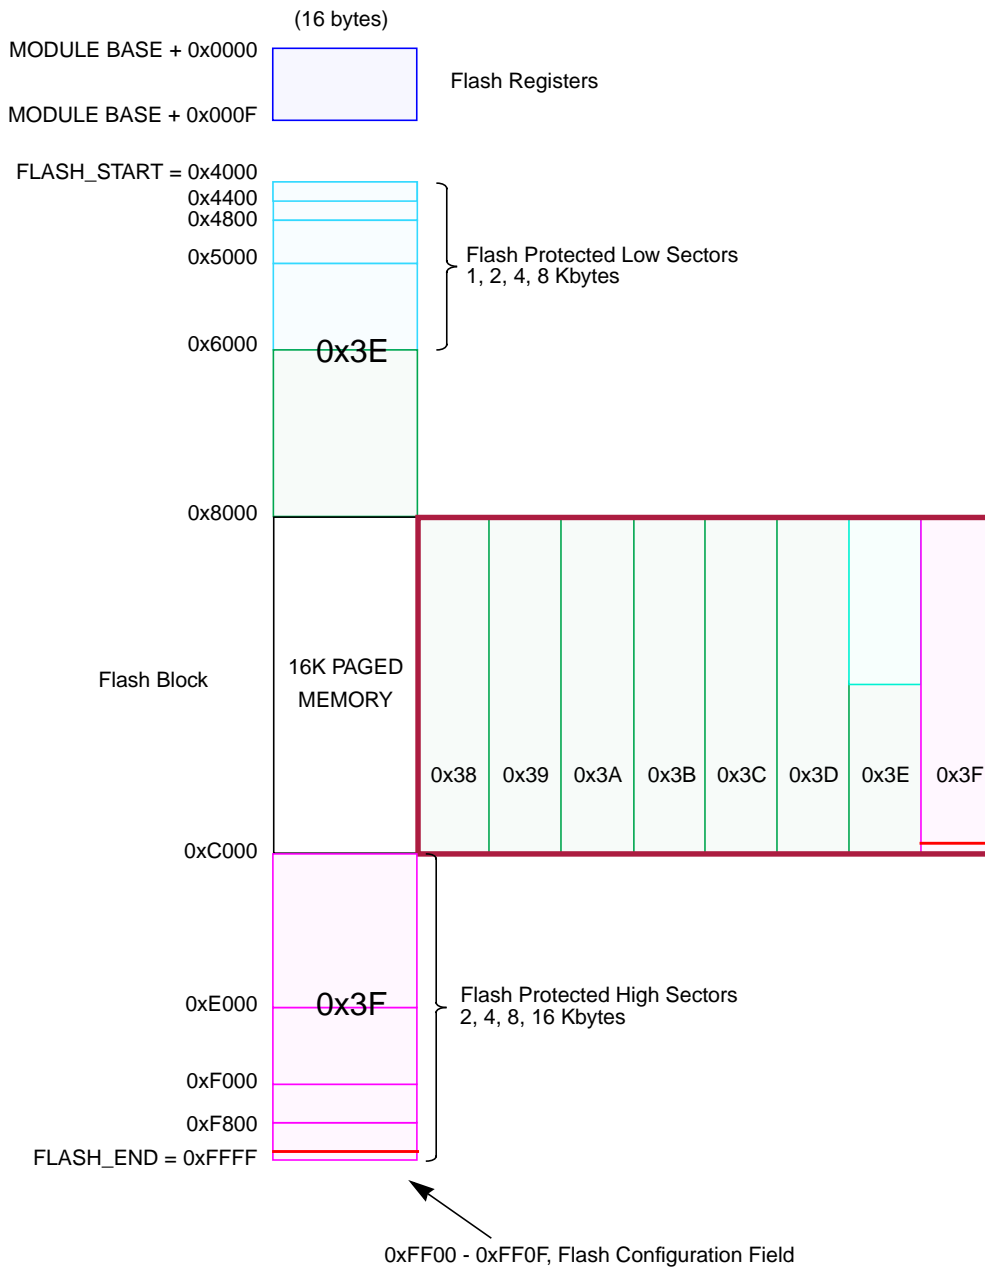 (16 bytes)
MODULE BASE + 0x0000
Flash Registers
MODULE BASE + 0x000F
FLASH_START = 0x4000
0x4400
0x4800
0x5000
Flash Protected Low Sectors
1, 2, 4, 8 Kbytes
0x6000
0x3E
0x8000
Flash Block
16K PAGED
MEMORY
0x38
0x39
0x3A
0x3B
0x3C
0x3D
0x3E
0x3F
0xC000
0xE000
0x3F
Flash Protected High Sectors
2, 4, 8, 16 Kbytes
0xF000
0xF800
FLASH_END = 0xFFFF
0xFF00 - 0xFF0F, Flash Configuration Field